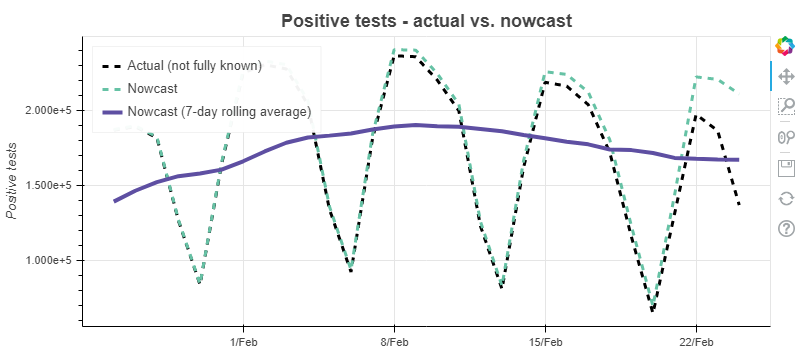 Positive tests - actual vs. nowcast
Actual (not fully known)
Nowcast
Nowcast (7-day rolling average)
Positive tests
2.000e+5
1.500e+5
1.000e+5
1/Feb
8/Feb
15/Feb
22/Feb